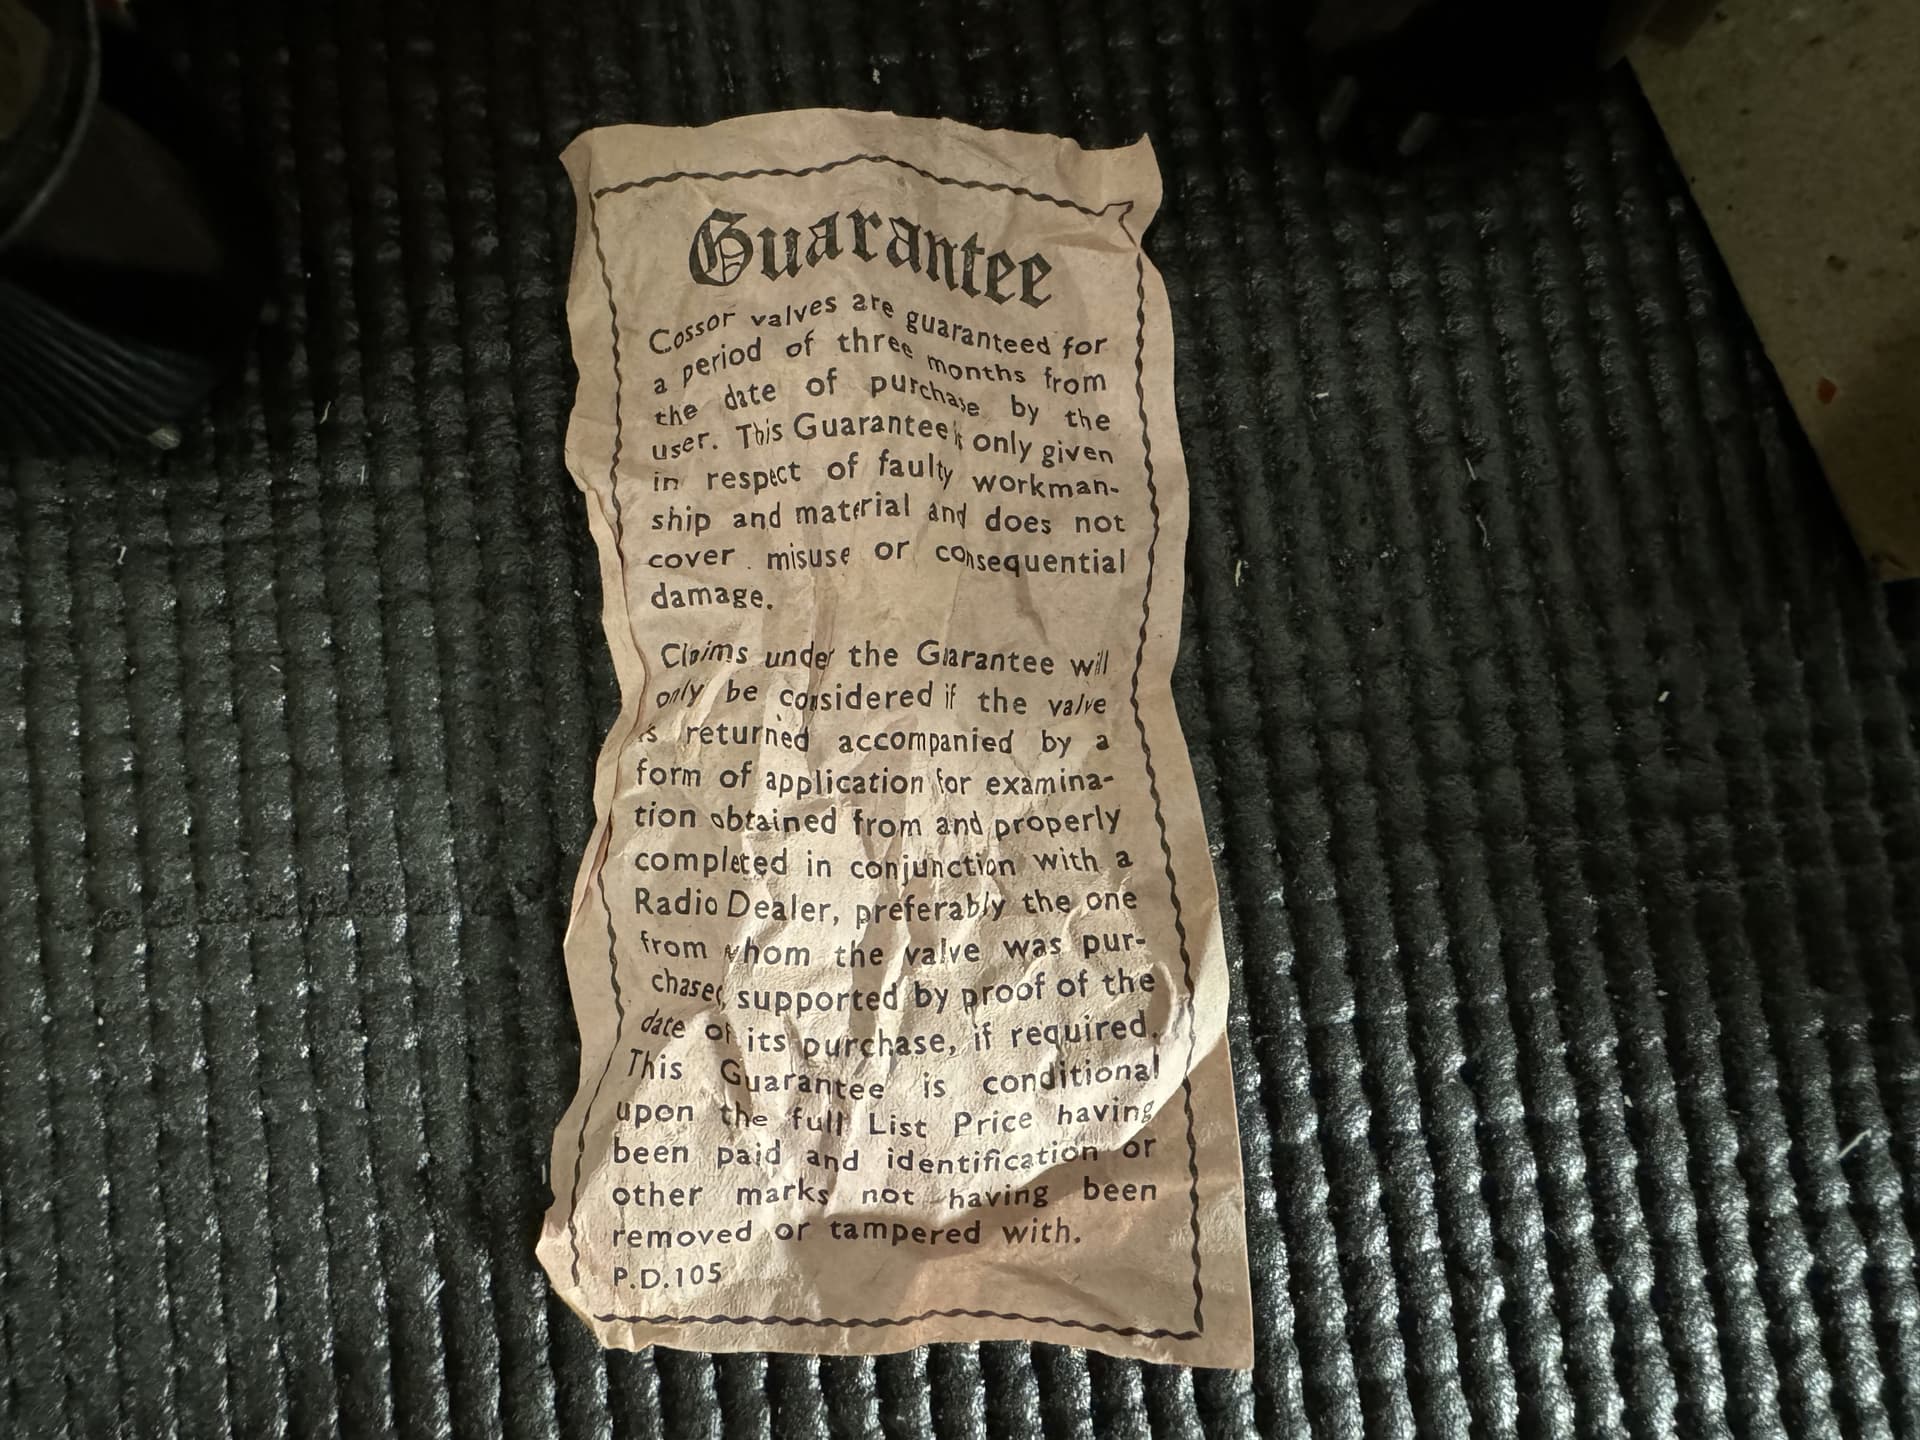 Guarantee
Cossor valves are guaranteed for
a period of three months from
the date of purchase by the
user. This Guarantee is only given
in respect of faulty workman-
ship and material and does not
cover misuse or consequential
damage.
Claims under the Guarantee will
only be considered if the valve
is returned accompanied by a
form of application for examina-
tion obtained from and properly
completed in conjunction with a
Radio Dealer, preferably the one
from whom the valve was pur-
chased, supported by proof of the
date of its purchase, if required.
This Guarantee is conditional
upon the full List Price having
been paid and identification or
other marks not having been
removed or tampered with.
P.D.105